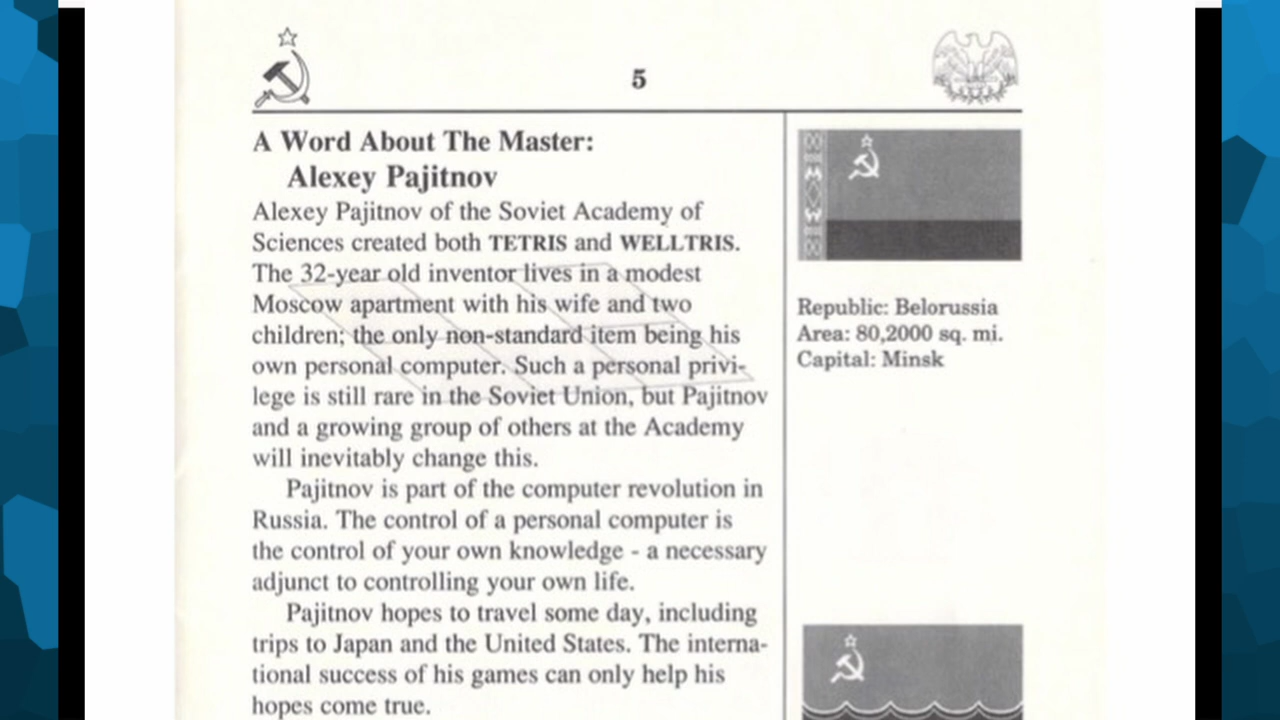 5
A Word About The Master:
Alexey Pajitnov
Alexey Pajitnov of the Soviet Academy of
Sciences created both TETRIS and WELLTRIS.
The 32-year old inventor lives in a modest
Moscow apartment with his wife and two
children; the only non-standard item being his
own personal computer. Such a personal privi-
lege is still rare in the Soviet Union, but Pajitnov
and a growing group of others at the Academy
will inevitably change this.
Pajitnov is part of the computer revolution in
Russia. The control of a personal computer is
the control of your own knowledge - a necessary
adjunct to controlling your own life.
Pajitnov hopes to travel some day, including
trips to Japan and the United States. The interna-
tional success of his games can only help his
hopes come true.
Republic: Belorussia
Area: 80,2000 sq. mi.
Capital: Minsk